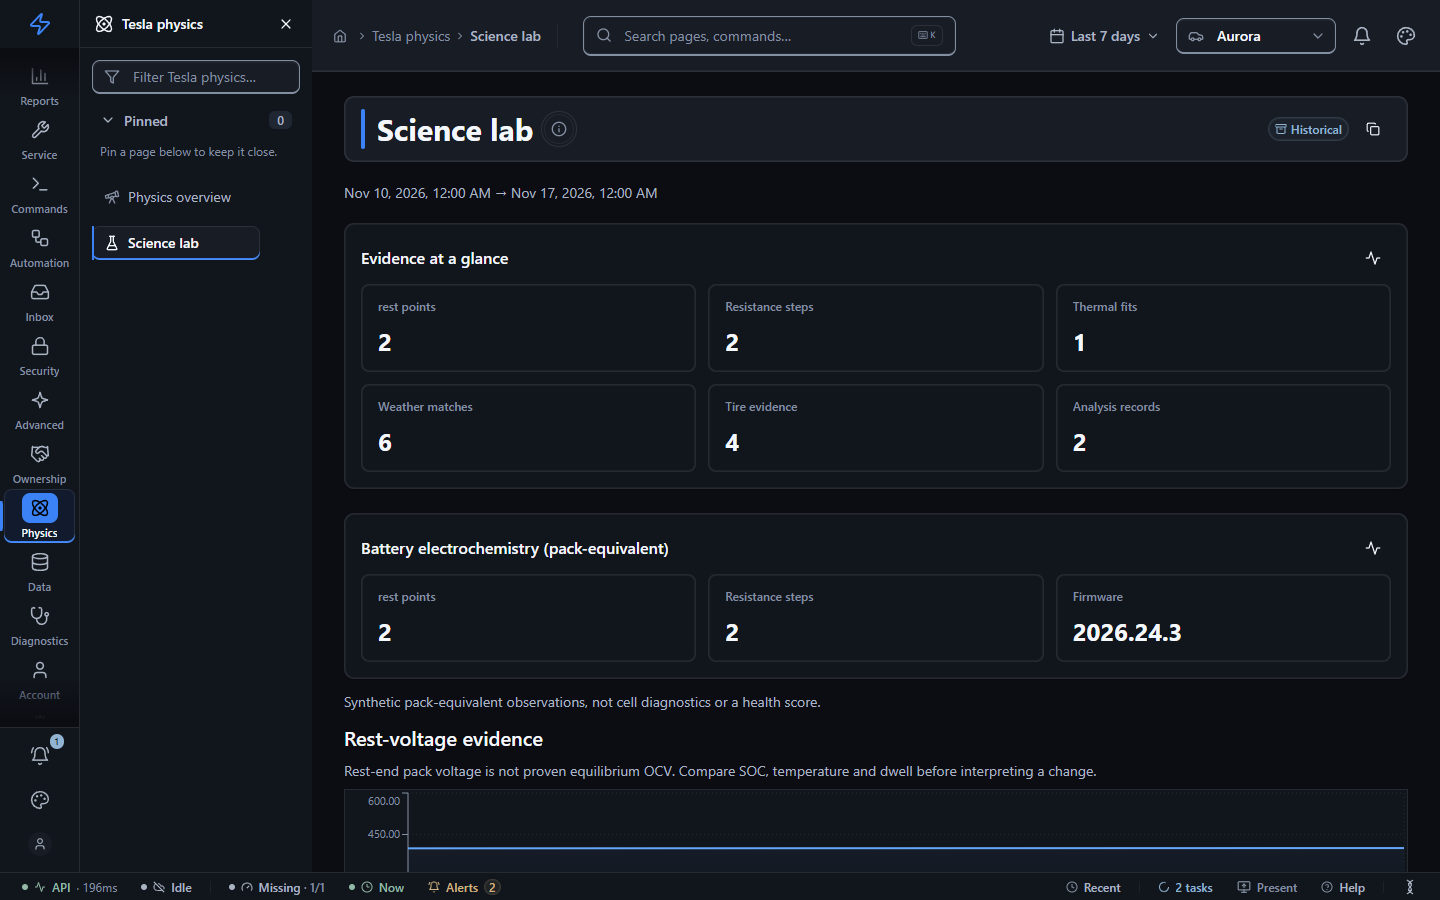 Tesla physics
Filter Tesla physics...
Pinned
0
Pin a page below to keep it close.
Physics overview
Science lab
Reports
Service
Commands
Automation
Inbox
Security
Advanced
Ownership
Physics
Data
Diagnostics
Account
1
Tesla physics
Science lab
Search pages, commands...
K
Last 7 days
Aurora
Science lab
Historical
Nov 10, 2026, 12:00 AM → Nov 17, 2026, 12:00 AM
Evidence at a glance
rest points
2
Resistance steps
2
Thermal fits
1
Weather matches
6
Tire evidence
4
Analysis records
2
Battery electrochemistry (pack-equivalent)
rest points
2
Resistance steps
2
Firmware
2026.24.3
Synthetic pack-equivalent observations, not cell diagnostics or a health score.
Rest-voltage evidence
Rest-end pack voltage is not proven equilibrium OCV. Compare SOC, temperature and dwell before interpreting a change.
600.00
450.00
API · 196ms
Idle
Missing · 1/1
Now
Alerts 2
Recent
2 tasks
Present
Help